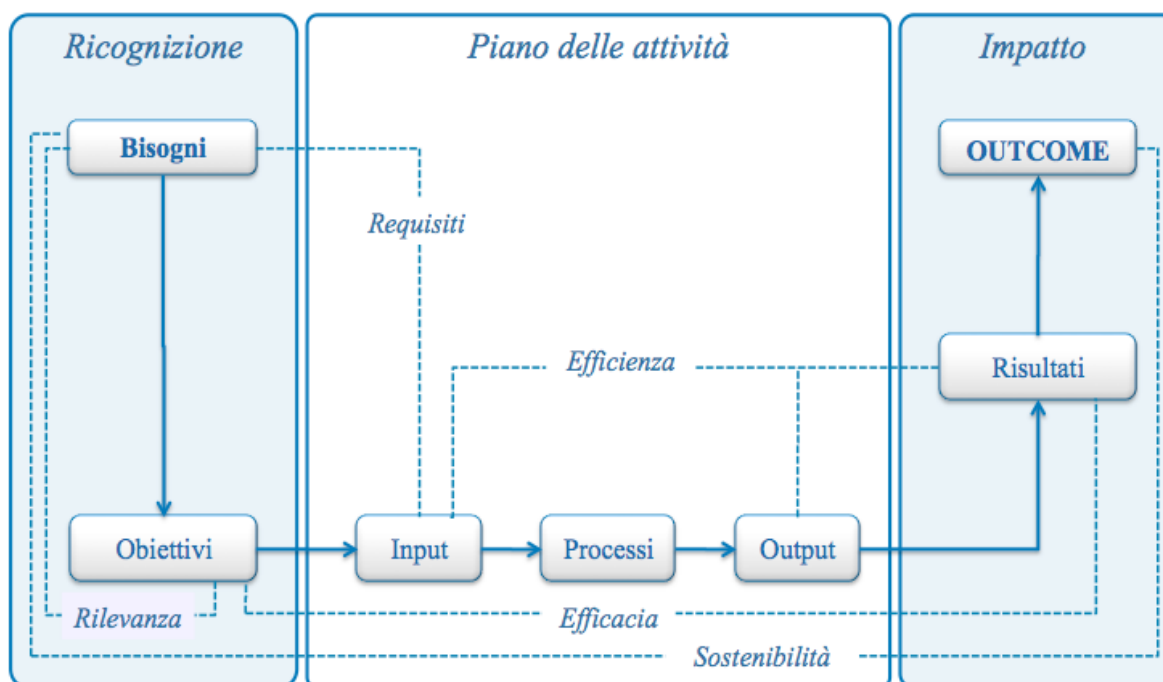 Ricognizione
Piano delle attività
Impatto
Bisogni
OUTCOME
Requisiti
Efficienza
Risultati
Obiettivi
Input
Processi
Output
Rilevanza
Efficacia
Sostenibilità